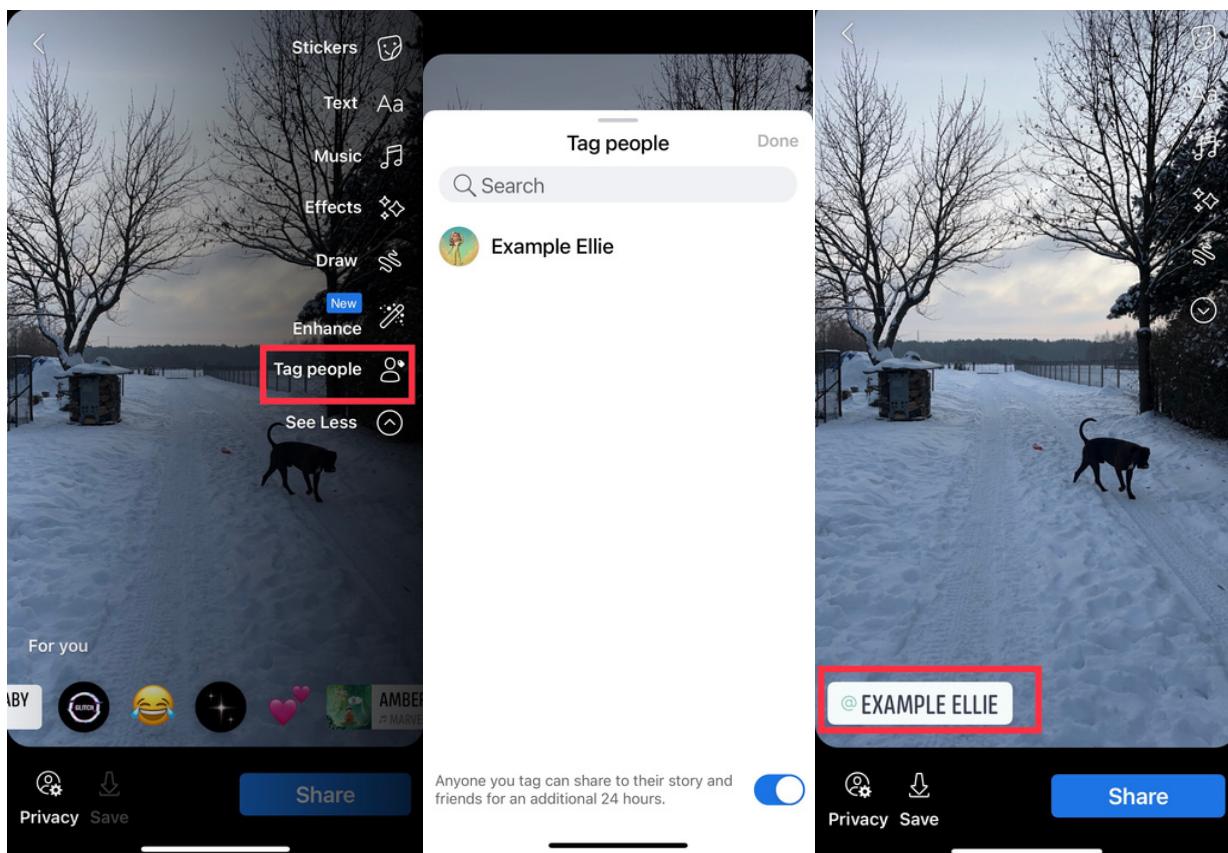 Stickers
Text Aa
Music
Effects
Draw
New
Enhance
Tag people
See Less
For you
ABY
GLITCH
AMBER
MARVE
Privacy Save
Share
Tag people
Done
Search
Example Ellie
Anyone you tag can share to their story and
friends for an additional 24 hours.
Aa
@EXAMPLE ELLIE
Privacy Save
Share